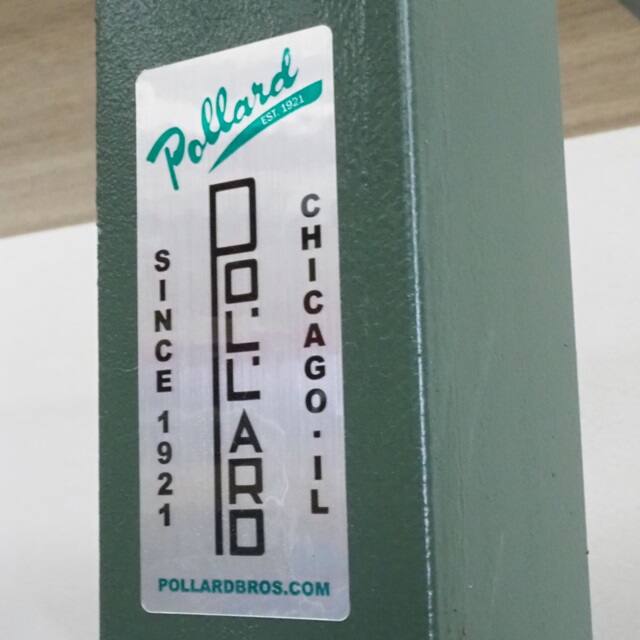 Pollard
EST. 1921
SINCE 1921
POLLARD
CHICAGO·IL
POLLARDBROS.COM